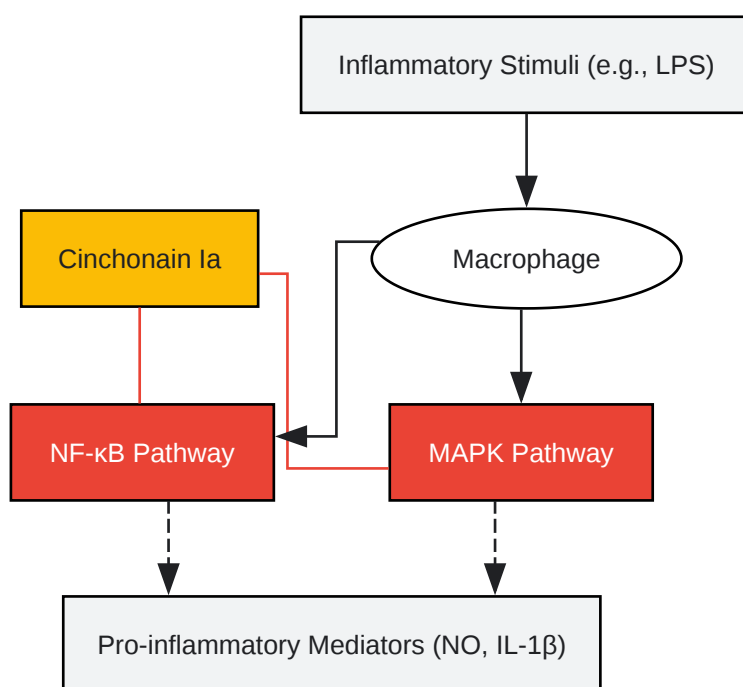 Inflammatory Stimuli (e.g., LPS)
Cinchonain Ia
Macrophage
NF-κB Pathway
MAPK Pathway
Pro-inflammatory Mediators (NO, IL-1β)